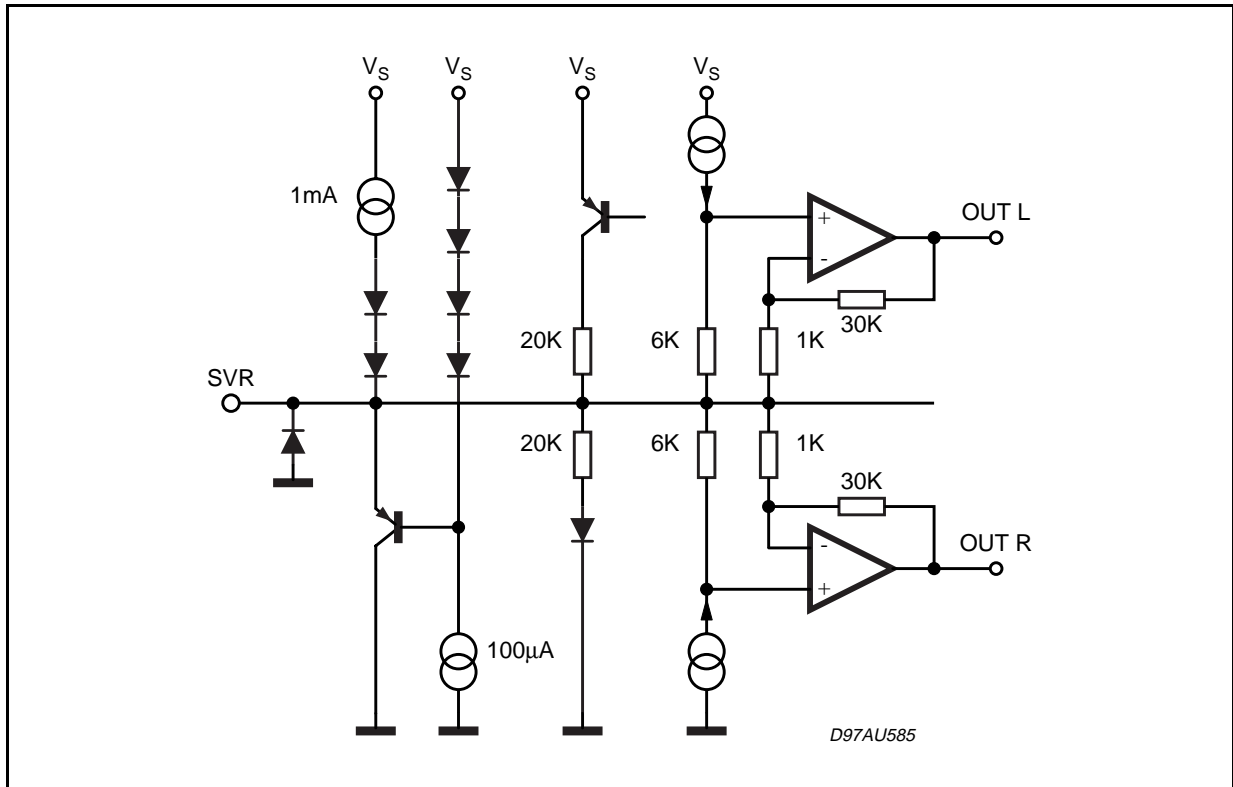 VS VS VS VS
1mA
OUT L
+
-
30K
20K 6K 1K
SVR
20K 6K 1K
30K
-
OUT R
+
100µA
D97AU585